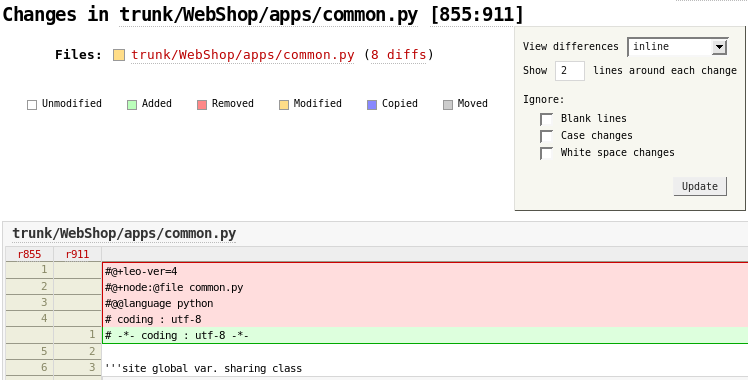 Changes in trunk/WebShop/apps/common.py [855:911]
Files: trunk/WebShop/apps/common.py (8 diffs)
Unmodified Added Removed Modified Copied Moved
View differences inline
Show 2 lines around each change
Ignore:
Blank lines
Case changes
White space changes
Update
trunk/WebShop/apps/common.py
r855 r911
1 #@+leo-ver=4
2 #@+node:@file common.py
3 #@@language python
4 # coding : utf-8
1 # -*- coding : utf-8 -*-
5 2
6 3 '''site global var. sharing class